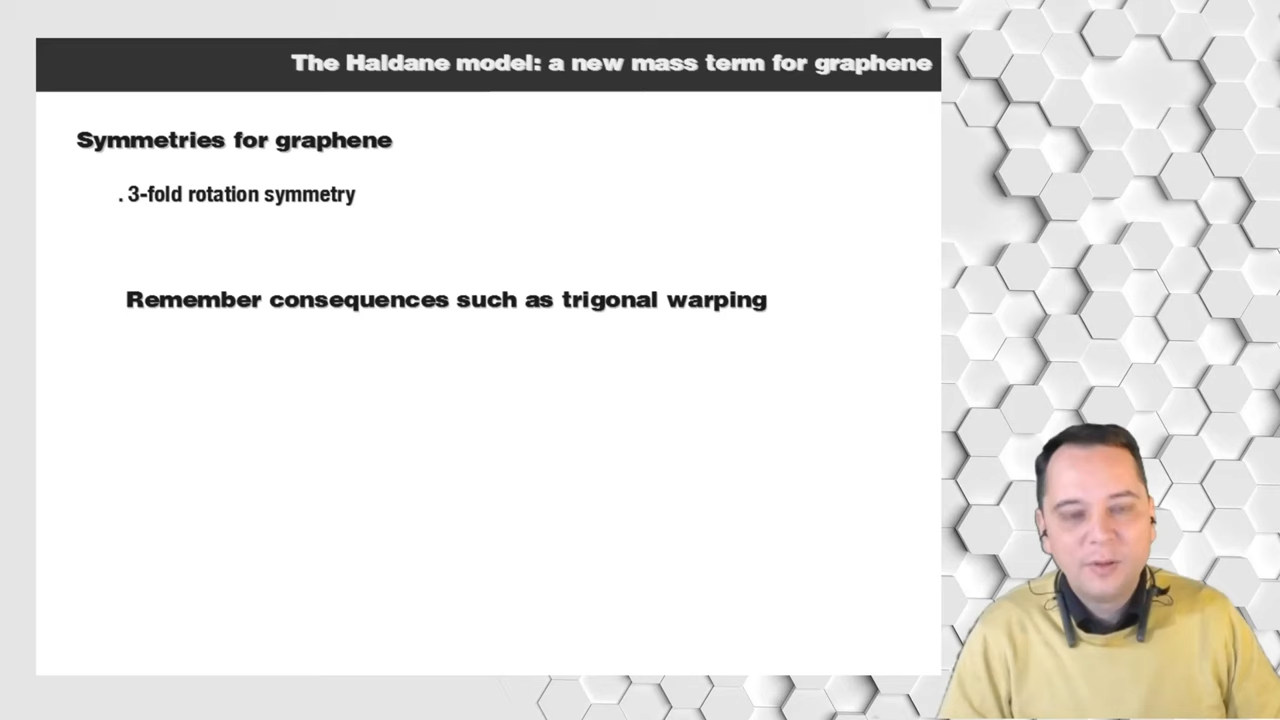 The Haldane model: a new mass term for graphene
Symmetries for graphene
. 3-fold rotation symmetry
Remember consequences such as trigonal warping